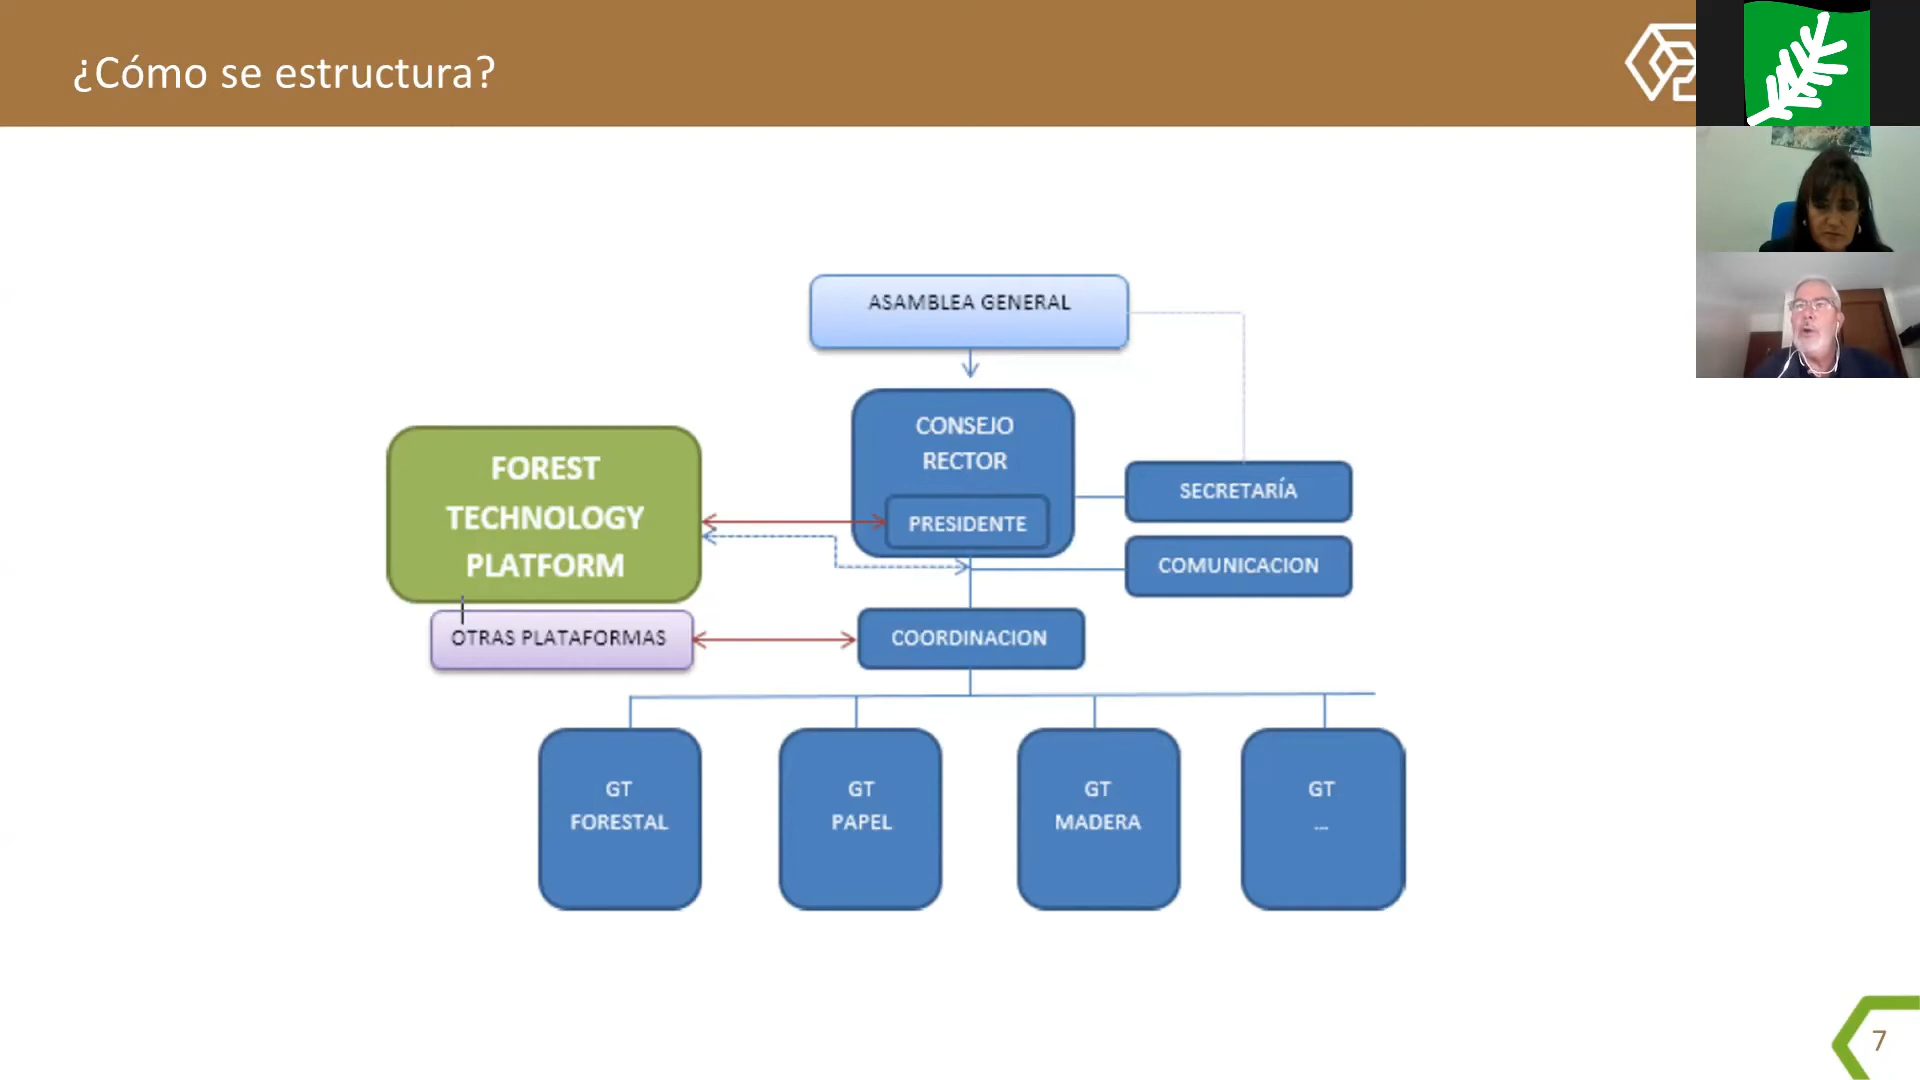 ¿Cómo se estructura?
ASAMBLEA GENERAL
CONSEJO
RECTOR
PRESIDENTE
FOREST
TECHNOLOGY
PLATFORM
SECRETARÍA
COMUNICACION
OTRAS PLATAFORMAS
COORDINACION
GT
FORESTAL
GT
PAPEL
GT
MADERA
GT
...
7